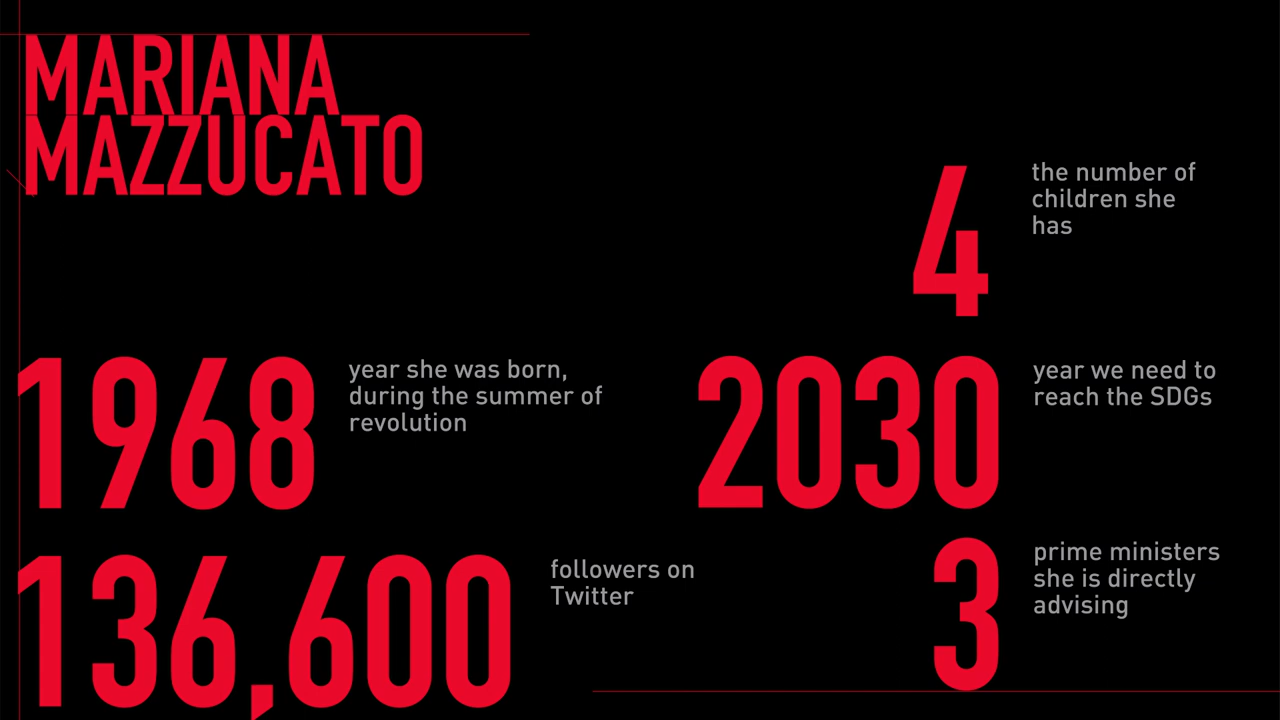 MARIANA
MAZZUCATO
4
the number of
children she
has
1968
year she was born,
during the summer of
revolution
2030
year we need to
reach the SDGs
136,600
followers on
Twitter
3
prime ministers
she is directly
advising